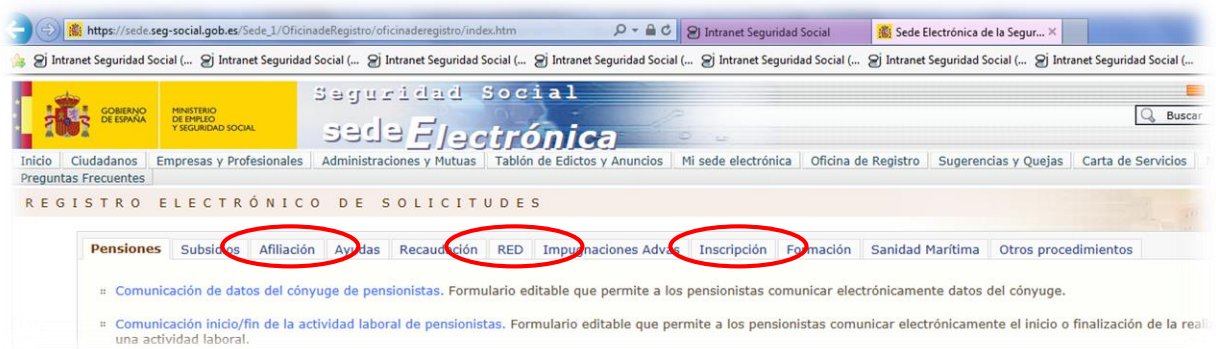 https://sede.seg-social.gob.es/Sede_1/OficinadeRegistro/oficinaderegistro/index.htm
Intranet Seguridad Social
Sede Electrónica de la Segur...
Intranet Seguridad Social (... Intranet Seguridad Social (... Intranet Seguridad Social (... Intranet Seguridad Social (... Intranet Seguridad Social (... Intranet Seguridad Social (... Intranet Seguridad Social (...
GOBIERNO
DE ESPAÑA
MINISTERIO
DE EMPLEO
Y SEGURIDAD SOCIAL
Seguridad Social
sede Electrónica
Buscar
Inicio Ciudadanos Empresas y Profesionales Administraciones y Mutuas Tablón de Edictos y Anuncios Mi sede electrónica Oficina de Registro Sugerencias y Quejas Carta de Servicios
Preguntas Frecuentes
REGISTRO ELECTRÓNICO DE SOLICITUDES
Pensiones Subsidios Afiliación Ayudas Recaudación RED Impugnaciones Advas Inscripción Formación Sanidad Marítima Otros procedimientos
Comunicación de datos del cónyuge de pensionistas. Formulario editable que permite a los pensionistas comunicar electrónicamente datos del cónyuge.
Comunicación inicio/fin de la actividad laboral de pensionistas. Formulario editable que permite a los pensionistas comunicar electrónicamente el inicio o finalización de la real
una actividad laboral.